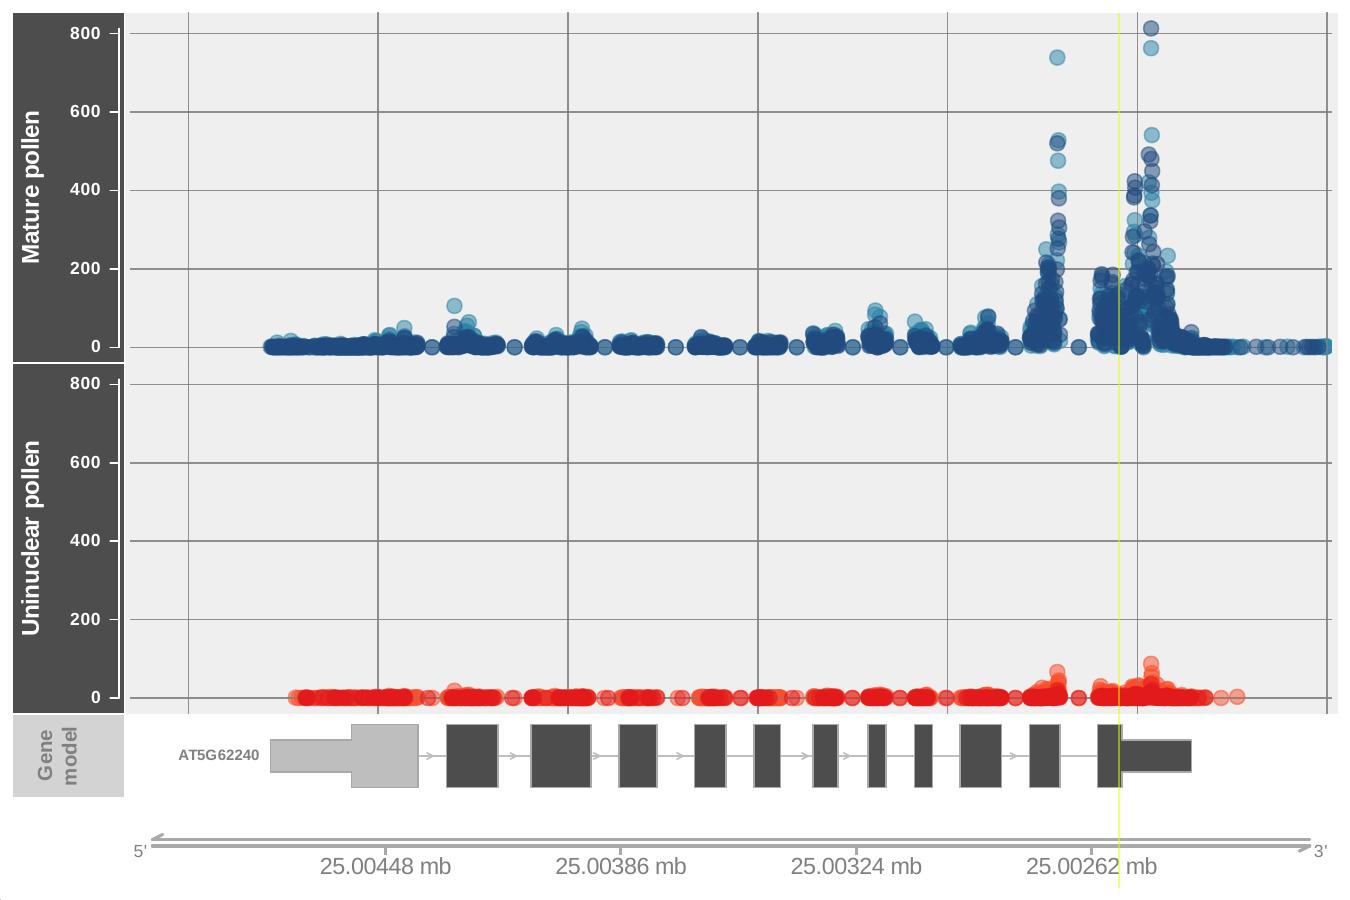 Mature pollen
800
600
400
200
0
Uninuclear pollen
800
600
400
200
0
Gene
model
AT5G62240
5'
3'
25.00448 mb
25.00386 mb
25.00324 mb
25.00262 mb